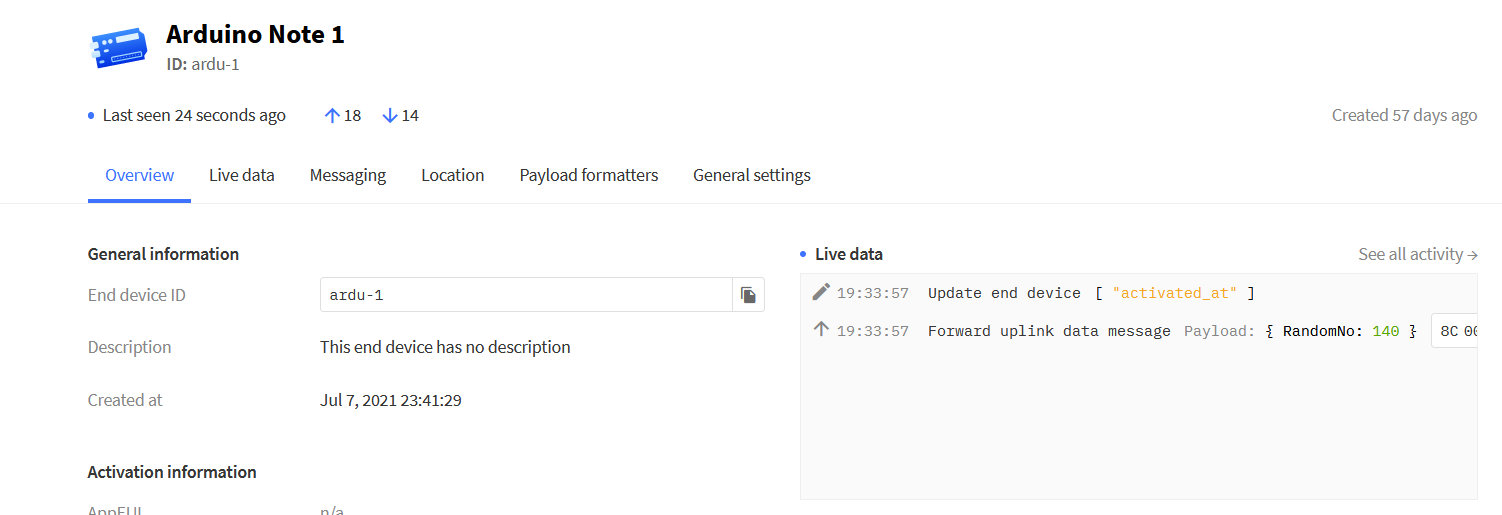 Arduino Note 1
ID: ardu-1
Last seen 24 seconds ago 18 14 Created 57 days ago
Overview Live data Messaging Location Payload formatters General settings
General information
End device ID ardu-1
Description This end device has no description
Created at Jul 7, 2021 23:41:29
Activation information
AppEUI n/a
Live data See all activity →
19:33:57 Update end device [ "activated_at" ]
19:33:57 Forward uplink data message Payload: { RandomNo: 140 } 8C 00